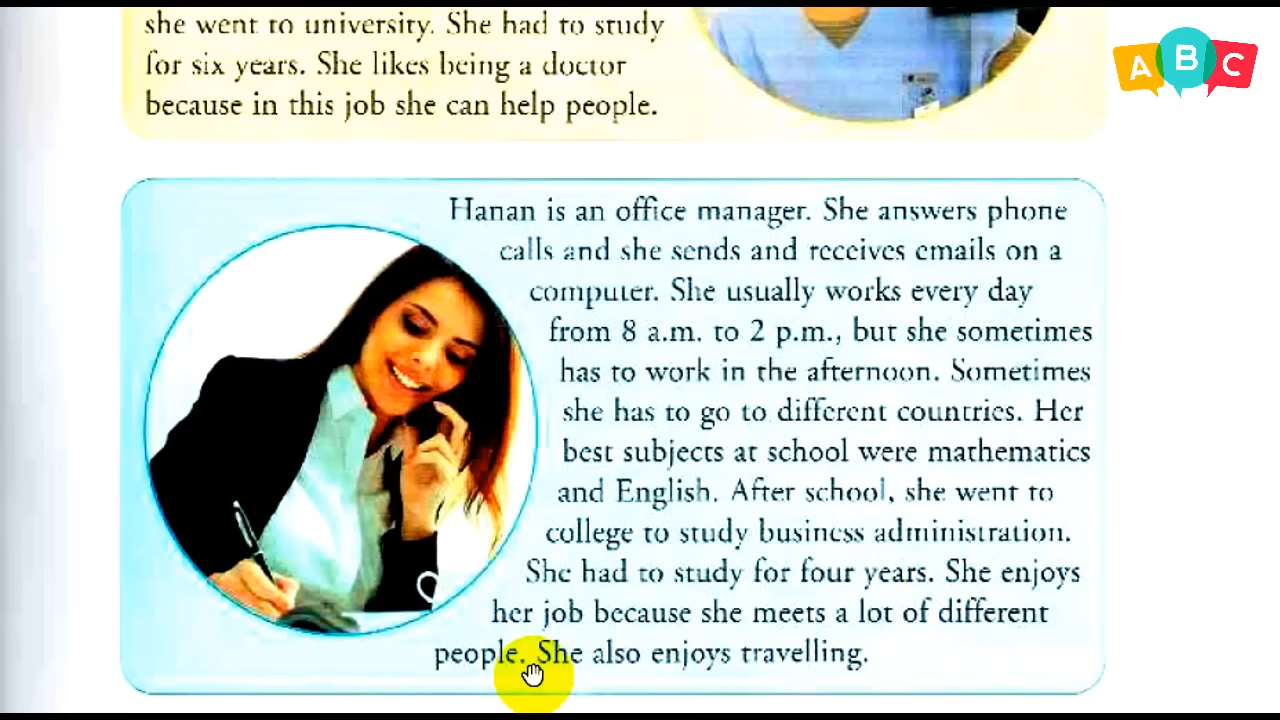 she went to university. She had to study
for six years. She likes being a doctor
because in this job she can help people.
A B C
Hanan is an office manager. She answers phone
calls and she sends and receives emails on a
computer. She usually works every day
from 8 a.m. to 2 p.m., but she sometimes
has to work in the afternoon. Sometimes
she has to go to different countries. Her
best subjects at school were mathematics
and English. After school, she went to
college to study business administration.
She had to study for four years. She enjoys
her job because she meets a lot of different
people. She also enjoys travelling.